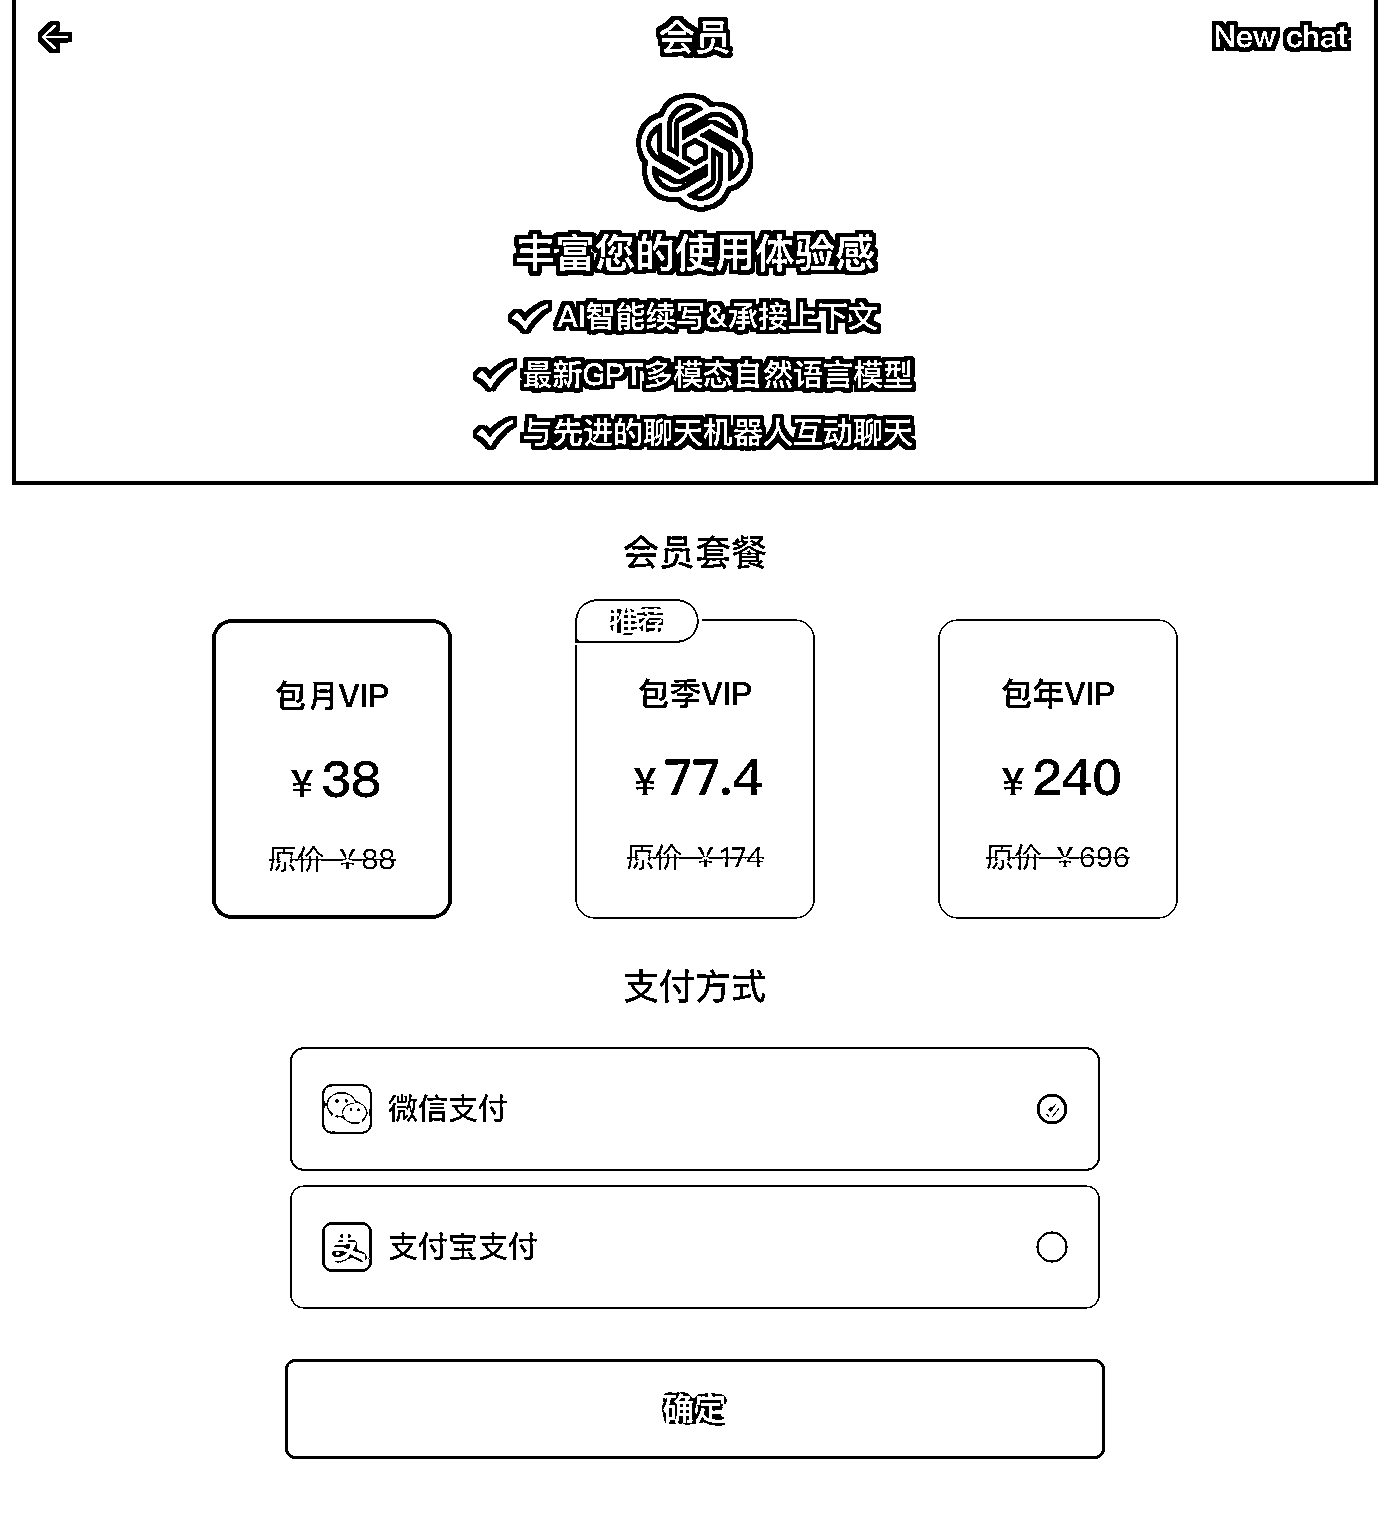 会员
New chat
丰富您的使用体验感
AI智能续写&承接上下文
最新GPT多模态自然语言模型
与先进的聊天机器人互动聊天
会员套餐
包月VIP
¥38
原价 ¥88
推荐
包季VIP
¥77.4
原价 ¥174
包年VIP
¥240
原价 ¥696
支付方式
微信支付
支付宝支付
确定